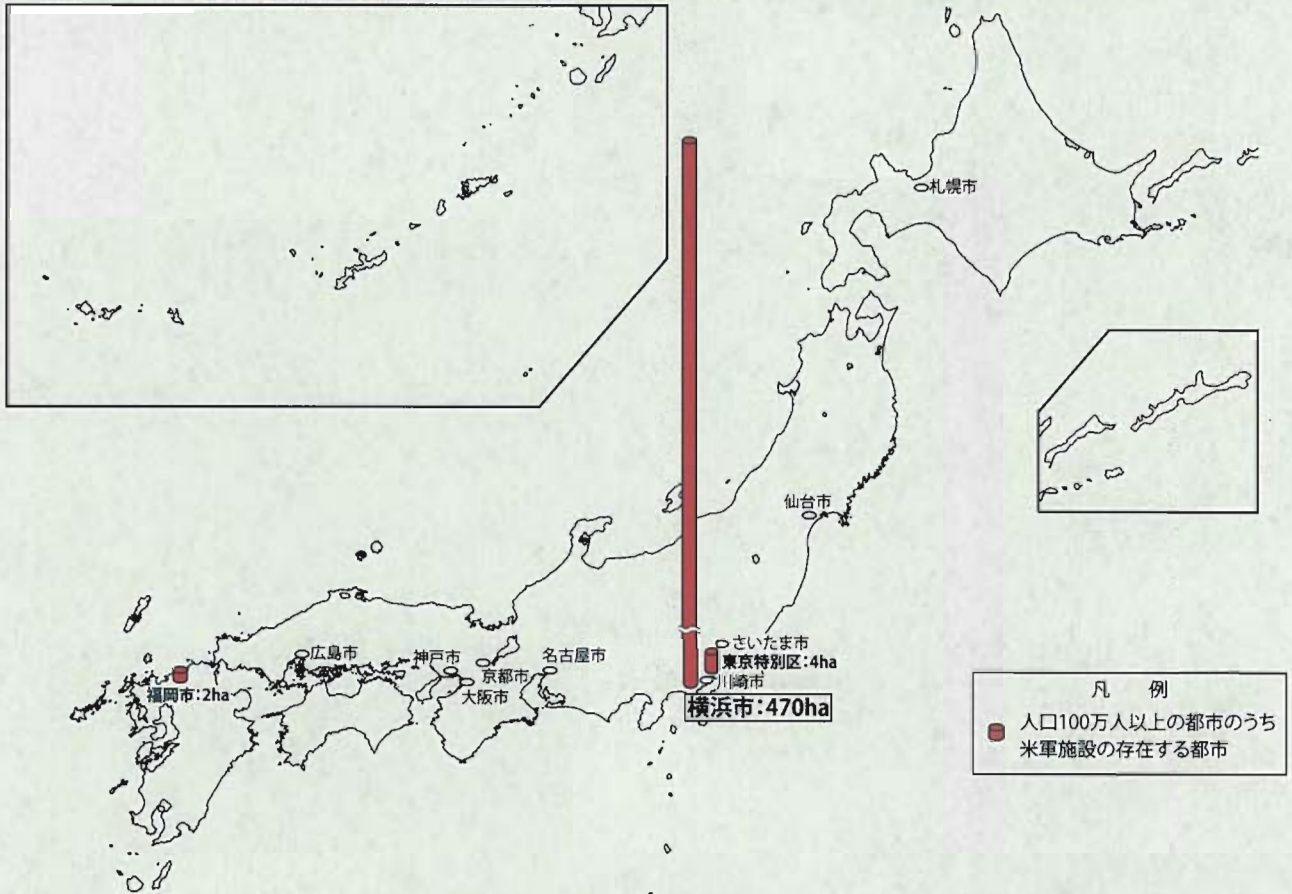 札幌市
仙台市
さいたま市
東京特別区:4ha
川崎市
横浜市:470ha
名古屋市
京都市
大阪市
神戸市
広島市
福岡市:2ha
凡 例
人口100万人以上の都市のうち
米軍施設の存在する都市